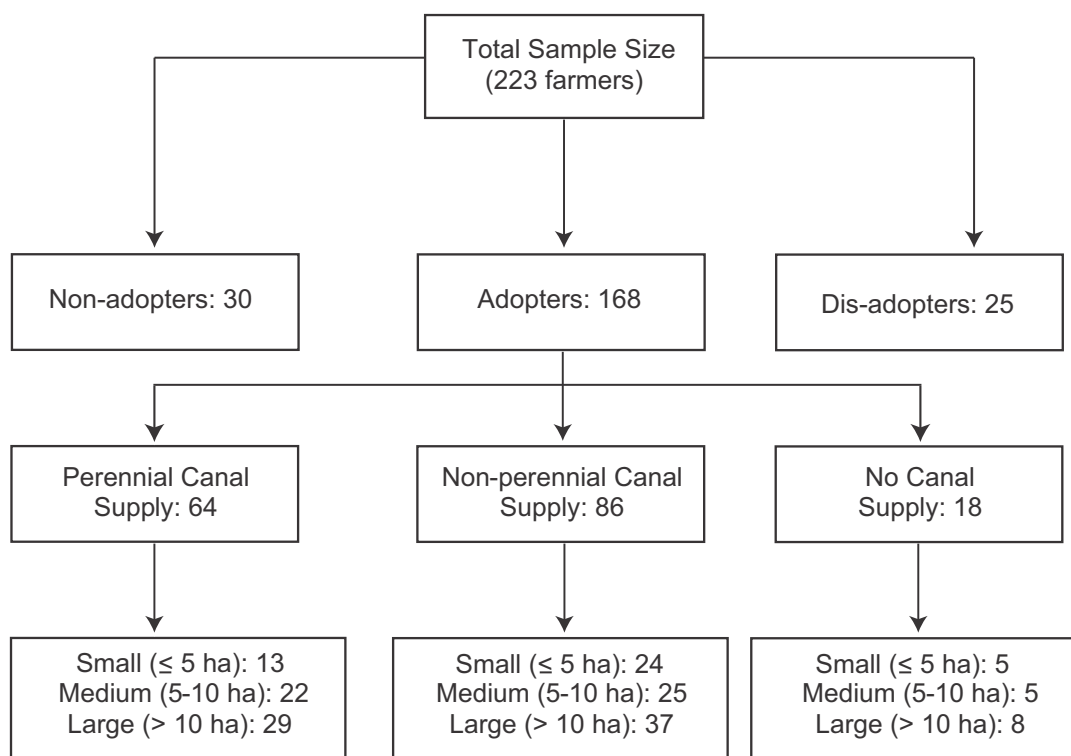 Total Sample Size
(223 farmers)
Non-adopters: 30
Adopters: 168
Dis-adopters: 25
Perennial Canal
Supply: 64
Non-perennial Canal
Supply: 86
No Canal
Supply: 18
Small (≤ 5 ha): 13
Medium (5-10 ha): 22
Large (> 10 ha): 29
Small (≤ 5 ha): 24
Medium (5-10 ha): 25
Large (> 10 ha): 37
Small (≤ 5 ha): 5
Medium (5-10 ha): 5
Large (> 10 ha): 8